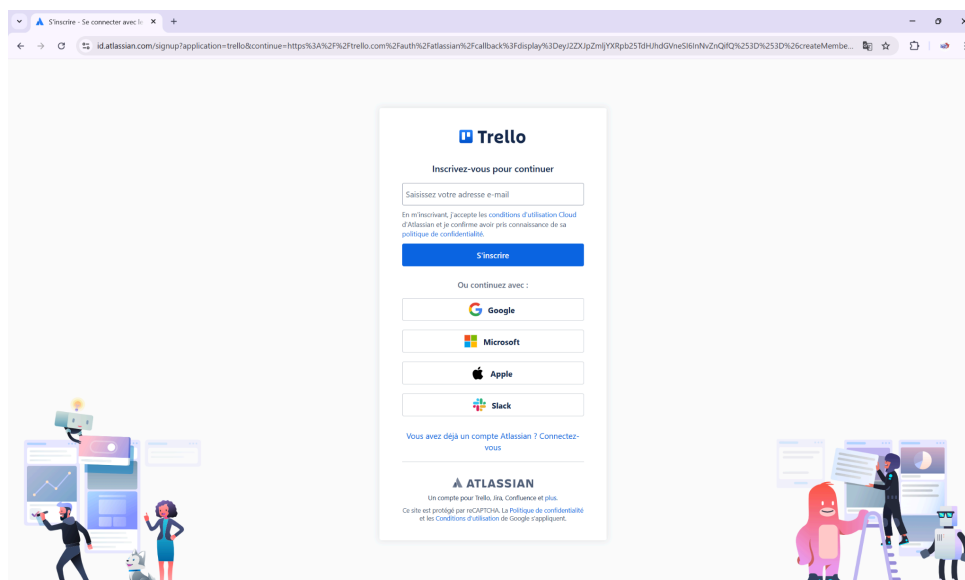 S'inscrire - Se connecter avec le
id.atlassian.com/signup?application=trello&continue=https%3A%2F%2Ftrello.com%2Fauth%2Fatlassian%2Fcallback%3Fdisplay%3DeyJ2ZXJpZmljYXRpb25TdHJhdGVneSI6InNvZnQifQ%253D%253D%26createMembe...
Trello
Inscrivez-vous pour continuer
Saisissez votre adresse e-mail
En m'inscrivant, j'accepte les conditions d'utilisation Cloud
d'Atlassian et je confirme avoir pris connaissance de sa
politique de confidentialité.
S'inscrire
Ou continuez avec :
Google
Microsoft
Apple
Slack
Vous avez déjà un compte Atlassian ? Connectez-
vous
ATLASSIAN
Un compte pour Trello, Jira, Confluence et plus.
Ce site est protégé par reCAPTCHA. La Politique de confidentialité
et les Conditions d'utilisation de Google s'appliquent.